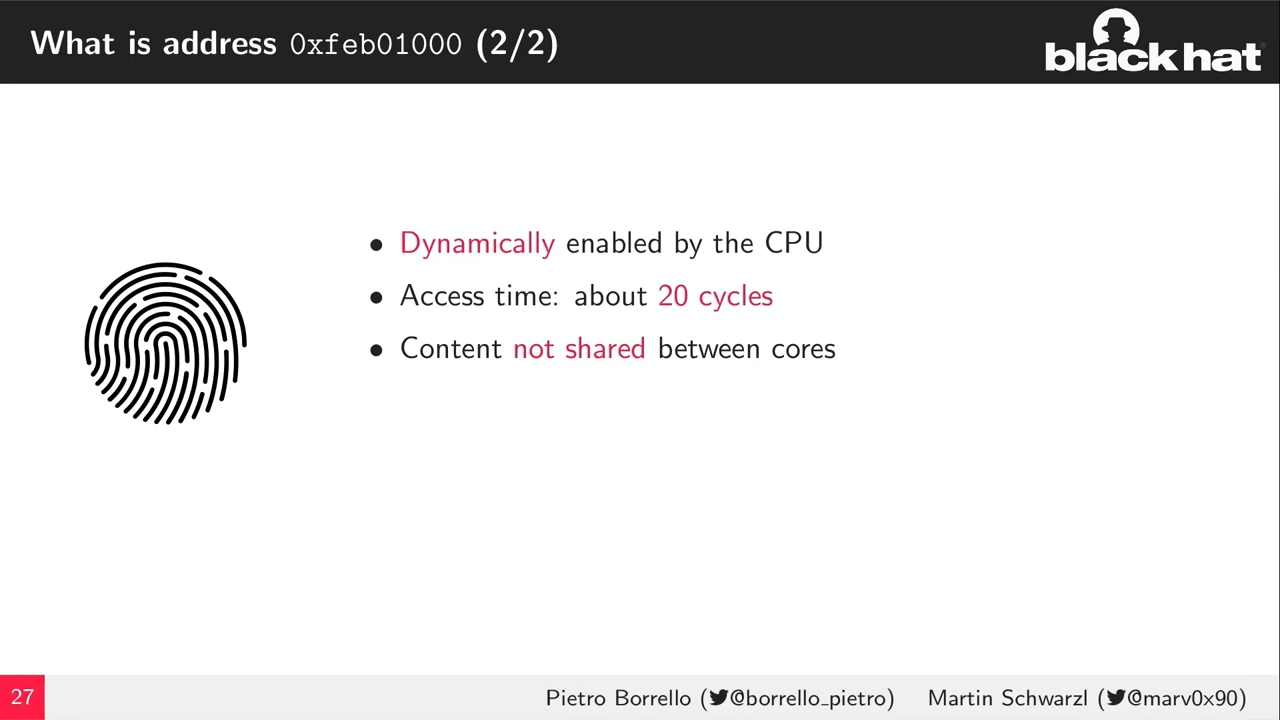 What is address 0xfeb01000 (2/2)
black hat
• Dynamically enabled by the CPU
• Access time: about 20 cycles
• Content not shared between cores
27
Pietro Borrello (@borrello_pietro) Martin Schwarzl (@marv0x90)